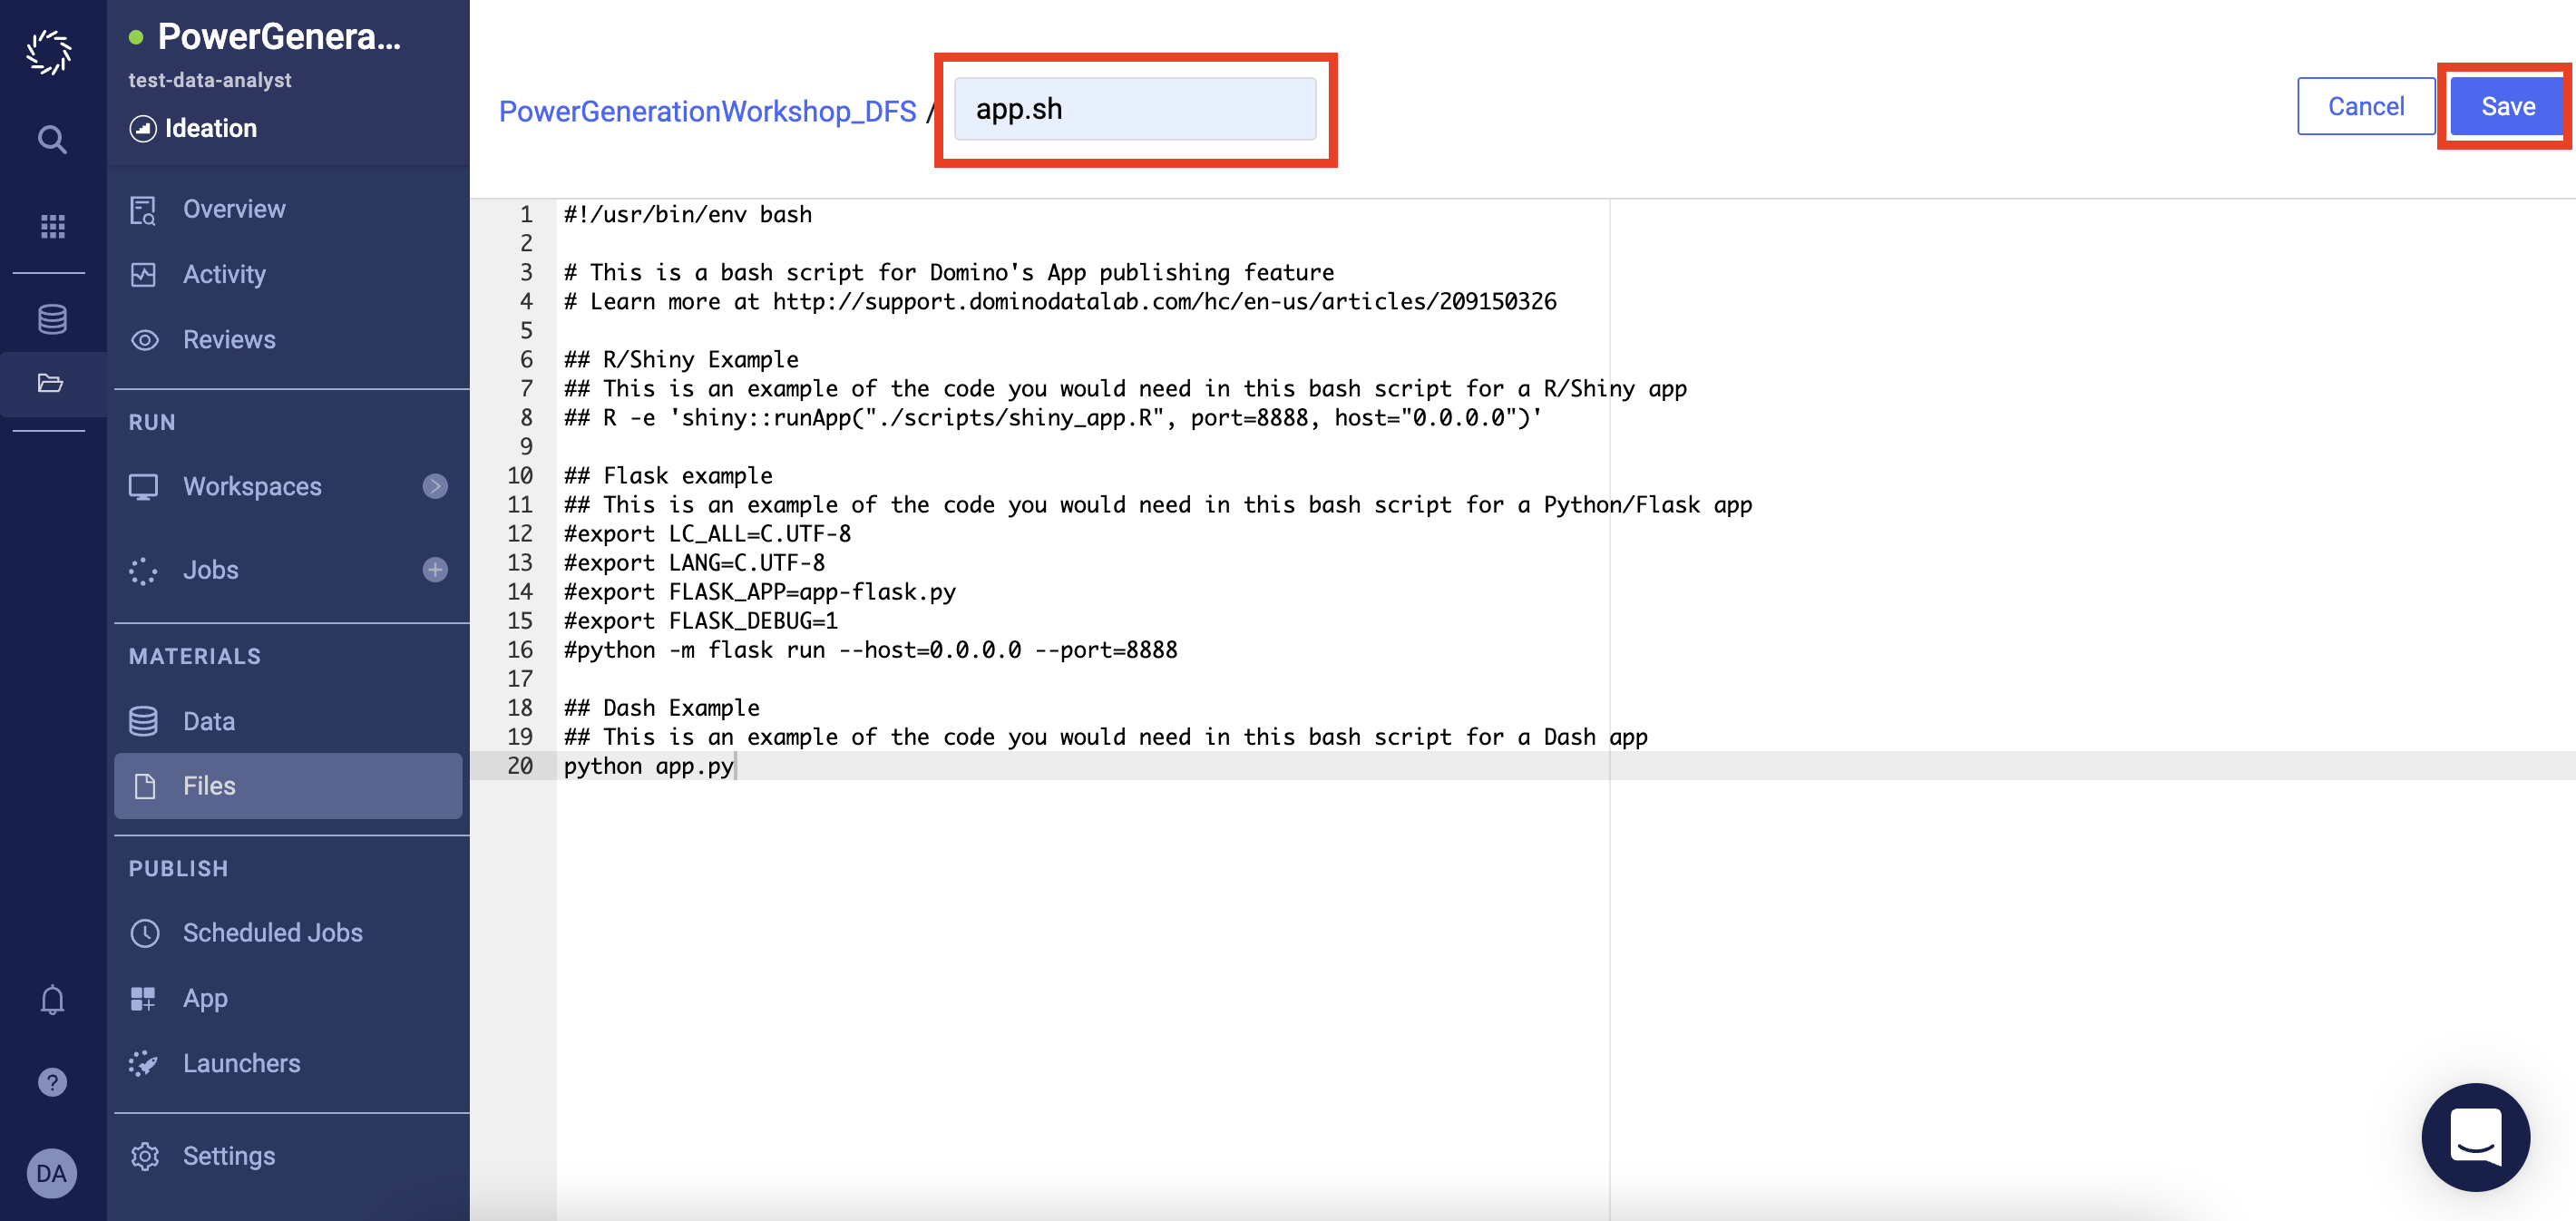 PowerGenera...
test-data-analyst
Ideation
Overview
Activity
Reviews
RUN
Workspaces
Jobs
MATERIALS
Data
Files
PUBLISH
Scheduled Jobs
App
Launchers
Settings
?
DA
PowerGenerationWorkshop_DFS / app.sh
Cancel
Save
1 #!/usr/bin/env bash
2
3 # This is a bash script for Domino's App publishing feature
4 # Learn more at http://support.dominodatalab.com/hc/en-us/articles/209150326
5
6 ## R/Shiny Example
7 ## This is an example of the code you would need in this bash script for a R/Shiny app
8 ## R -e 'shiny::runApp("./scripts/shiny_app.R", port=8888, host="0.0.0.0")'
9
10 ## Flask example
11 ## This is an example of the code you would need in this bash script for a Python/Flask app
12 #export LC_ALL=C.UTF-8
13 #export LANG=C.UTF-8
14 #export FLASK_APP=app-flask.py
15 #export FLASK_DEBUG=1
16 #python -m flask run --host=0.0.0.0 --port=8888
17
18 ## Dash Example
19 ## This is an example of the code you would need in this bash script for a Dash app
20 python app.py